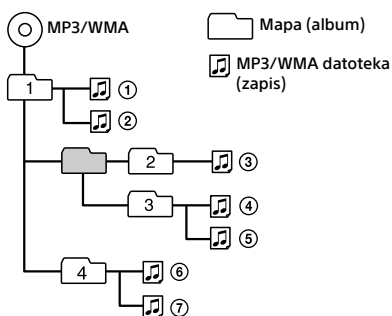 MP3/WMA
Mapa (album)
MP3/WMA datoteka
(zapis)
1
①
②
2
③
3
④
⑤
4
⑥
⑦